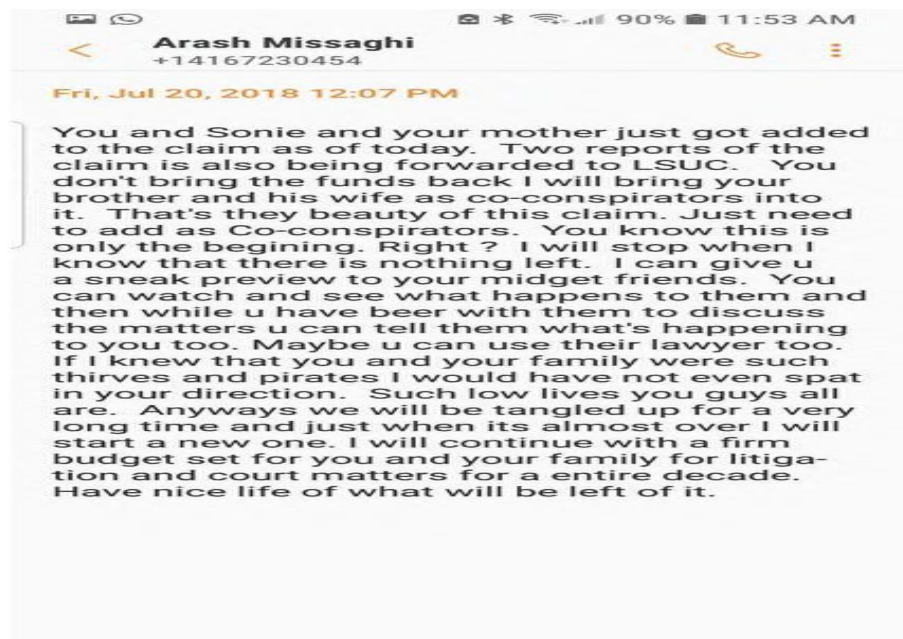 90% 11:53 AM
Arash Missaghi
+14167230454
Fri, Jul 20, 2018 12:07 PM
You and Sonie and your mother just got added
to the claim as of today. Two reports of the
claim is also being forwarded to LSUC. You
don't bring the funds back I will bring your
brother and his wife as co-conspirators into
it. That's they beauty of this claim. Just need
to add as Co-conspirators. You know this is
only the begining. Right ? I will stop when I
know that there is nothing left. I can give u
a sneak preview to your midget friends. You
can watch and see what happens to them and
then while u have beer with them to discuss
the matters u can tell them what's happening
to you too. Maybe u can use their lawyer too.
If I knew that you and your family were such
thirves and pirates I would have not even spat
in your direction. Such low lives you guys all
are. Anyways we will be tangled up for a very
long time and just when its almost over I will
start a new one. I will continue with a firm
budget set for you and your family for litiga-
tion and court matters for a entire decade.
Have nice life of what will be left of it.